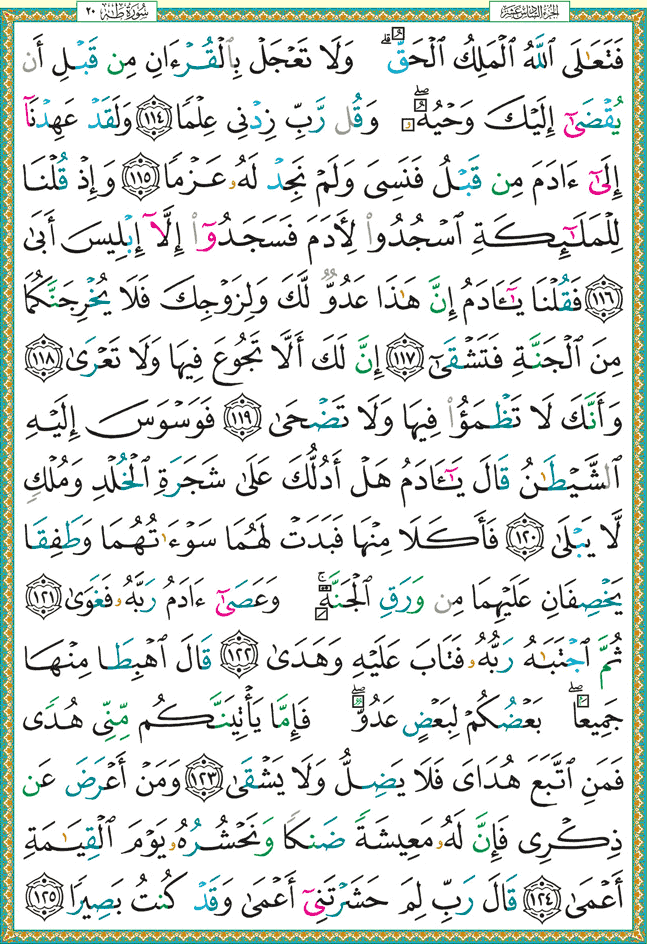 الجزء السادس عشر
سورة طه ٢٠
فَتَعَٰلَى ٱللَّهُ ٱلْمَلِكُ ٱلْحَقُّ ۗ وَلَا تَعْجَلْ بِٱلْقُرْءَانِ مِن قَبْلِ أَن
يُقْضَىٰٓ إِلَيْكَ وَحْيُهُۥ ۖ وَقُل رَّبِّ زِدْنِى عِلْمًا ١١٤ وَلَقَدْ عَهِدْنَآ
إِلَىٰٓ ءَادَمَ مِن قَبْلُ فَنَسِىَ وَلَمْ نَجِدْ لَهُۥ عَزْمًا ١١٥ وَإِذْ قُلْنَا
لِلْمَلَٰٓئِكَةِ ٱسْجُدُوا۟ لِءَادَمَ فَسَجَدُوٓا۟ إِلَّآ إِبْلِيسَ أَبَىٰ
١١٦ فَقُلْنَا يَٰٓـَٔادَمُ إِنَّ هَٰذَا عَدُوٌّ لَّكَ وَلِزَوْجِكَ فَلَا يُخْرِجَنَّكُمَا
مِنَ ٱلْجَنَّةِ فَتَشْقَىٰٓ ١١٧ إِنَّ لَكَ أَلَّا تَجُوعَ فِيهَا وَلَا تَعْرَىٰ ١١٨
وَأَنَّكَ لَا تَظْمَؤُا۟ فِيهَا وَلَا تَضْحَىٰ ١١٩ فَوَسْوَسَ إِلَيْهِ
ٱلشَّيْطَٰنُ قَالَ يَٰٓـَٔادَمُ هَلْ أَدُلُّكَ عَلَىٰ شَجَرَةِ ٱلْخُلْدِ وَمُلْكٍ
لَّا يَبْلَىٰ ١٢٠ فَأَكَلَا مِنْهَا فَبَدَتْ لَهُمَا سَوْءَٰتُهُمَا وَطَفِقَا
يَخْصِفَانِ عَلَيْهِمَا مِن وَرَقِ ٱلْجَنَّةِ ۚ وَعَصَىٰٓ ءَادَمُ رَبَّهُۥ فَغَوَىٰ ١٢١
ثُمَّ ٱجْتَبَٰهُ رَبُّهُۥ فَتَابَ عَلَيْهِ وَهَدَىٰ ١٢٢ قَالَ ٱهْبِطَا مِنْهَا
جَمِيعًۢا ۖ بَعْضُكُمْ لِبَعْضٍ عَدُوٌّ ۖ فَإِمَّا يَأْتِيَنَّكُم مِّنِّى هُدًى
فَمَنِ ٱتَّبَعَ هُدَاىَ فَلَا يَضِلُّ وَلَا يَشْقَىٰ ١٢٣ وَمَنْ أَعْرَضَ عَن
ذِكْرِى فَإِنَّ لَهُۥ مَعِيشَةً ضَنكًا وَنَحْشُرُهُۥ يَوْمَ ٱلْقِيَٰمَةِ
أَعْمَىٰ ١٢٤ قَالَ رَبِّ لِمَ حَشَرْتَنِىٓ أَعْمَىٰ وَقَدْ كُنتُ بَصِيرًا ١٢٥